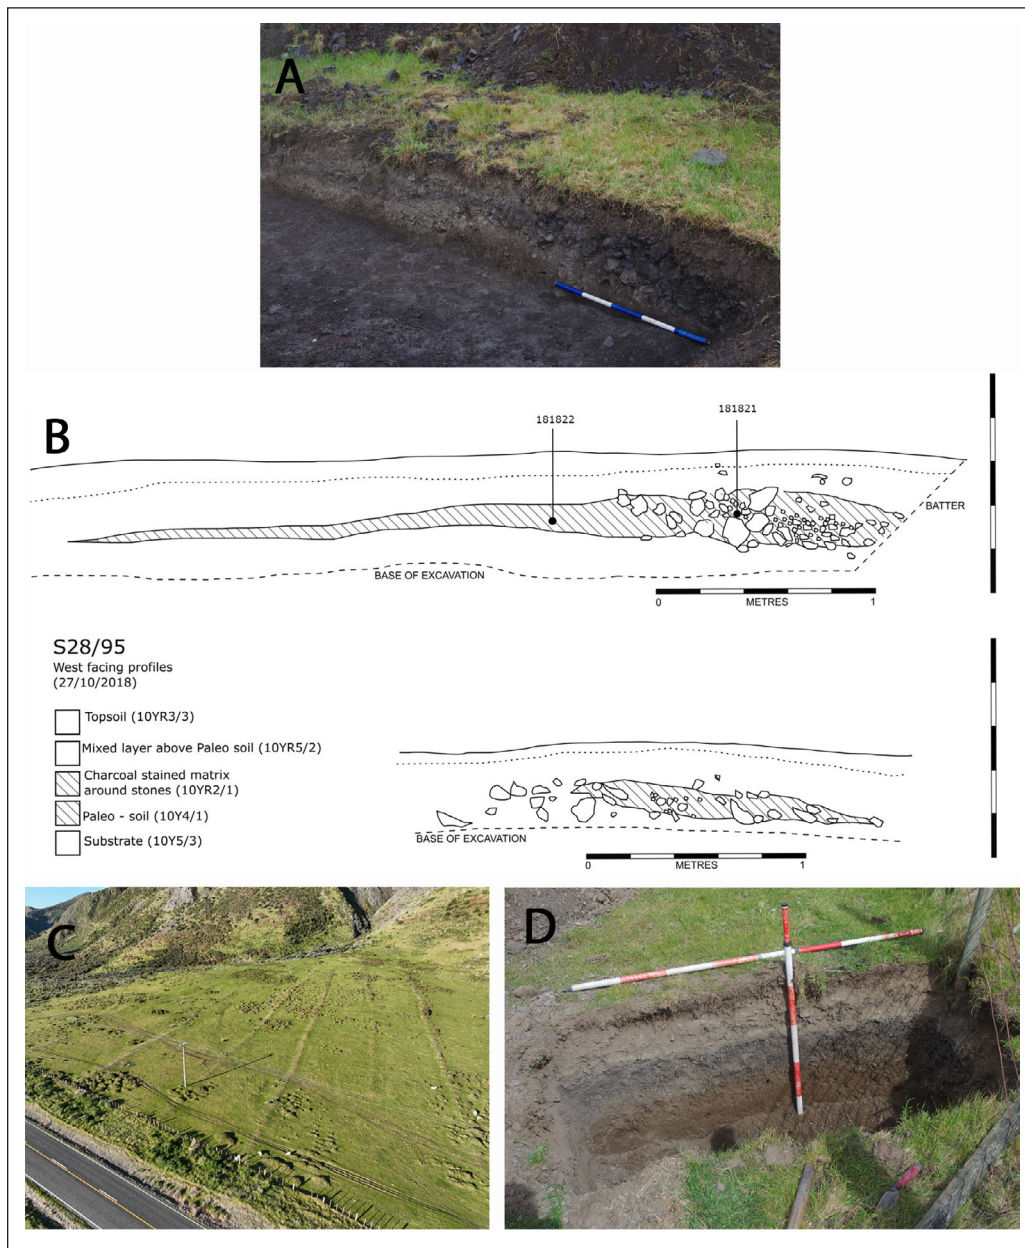 A
B
181822
181821
BATTER
BASE OF EXCAVATION
0 METRES 1
S28/95
West facing profiles
(27/10/2018)
Topsoil (10YR3/3)
Mixed layer above Paleo soil (10YR5/2)
Charcoal stained matrix
around stones (10YR2/1)
Paleo - soil (10Y4/1)
Substrate (10Y5/3)
BASE OF EXCAVATION
0 METRES 1
C
D